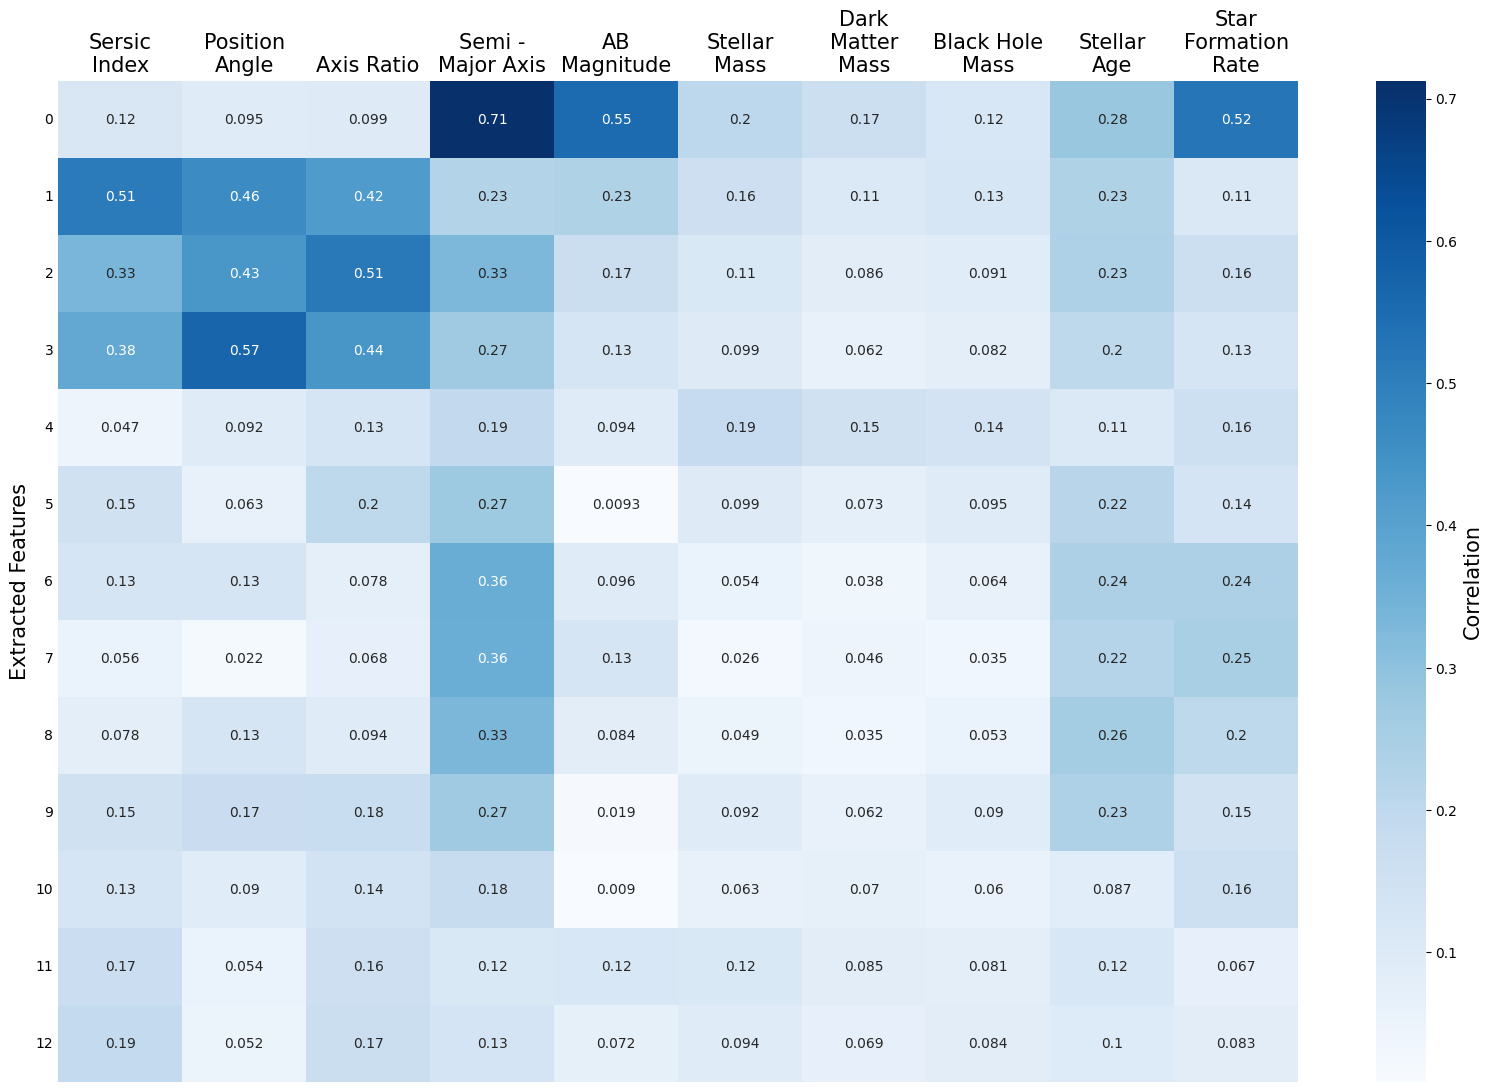 Sersic
Index
Position
Angle
Axis Ratio
Semi -
Major Axis
AB
Magnitude
Stellar
Mass
Dark
Matter
Mass
Black Hole
Mass
Stellar
Age
Star
Formation
Rate
0 0.12 0.095 0.099 0.71 0.55 0.2 0.17 0.12 0.28 0.52
1 0.51 0.46 0.42 0.23 0.23 0.16 0.11 0.13 0.23 0.11
2 0.33 0.43 0.51 0.33 0.17 0.11 0.086 0.091 0.23 0.16
3 0.38 0.57 0.44 0.27 0.13 0.099 0.062 0.082 0.2 0.13
4 0.047 0.092 0.13 0.19 0.094 0.19 0.15 0.14 0.11 0.16
5 0.15 0.063 0.2 0.27 0.0093 0.099 0.073 0.095 0.22 0.14
6 0.13 0.13 0.078 0.36 0.096 0.054 0.038 0.064 0.24 0.24
7 0.056 0.022 0.068 0.36 0.13 0.026 0.046 0.035 0.22 0.25
8 0.078 0.13 0.094 0.33 0.084 0.049 0.035 0.053 0.26 0.2
9 0.15 0.17 0.18 0.27 0.019 0.092 0.062 0.09 0.23 0.15
10 0.13 0.09 0.14 0.18 0.009 0.063 0.07 0.06 0.087 0.16
11 0.17 0.054 0.16 0.12 0.12 0.12 0.085 0.081 0.12 0.067
12 0.19 0.052 0.17 0.13 0.072 0.094 0.069 0.084 0.1 0.083
Extracted Features
0.7
0.6
0.5
0.4
0.3
0.2
0.1
Correlation